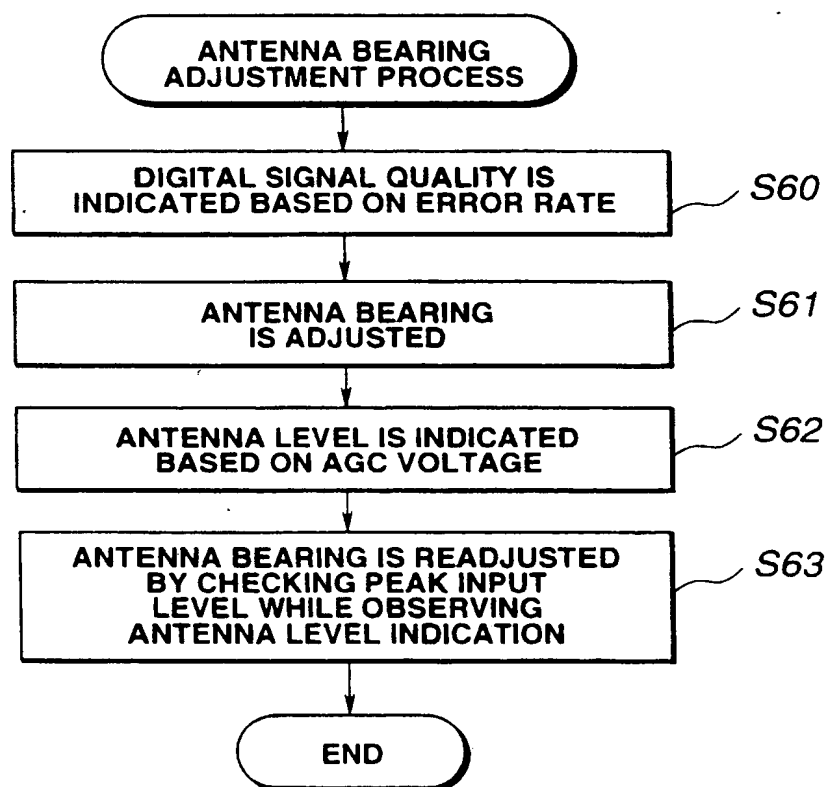 ANTENNA BEARING
ADJUSTMENT PROCESS
DIGITAL SIGNAL QUALITY IS
INDICATED BASED ON ERROR RATE
S60
ANTENNA BEARING
IS ADJUSTED
S61
ANTENNA LEVEL IS INDICATED
BASED ON AGC VOLTAGE
S62
ANTENNA BEARING IS READJUSTED
BY CHECKING PEAK INPUT
LEVEL WHILE OBSERVING
ANTENNA LEVEL INDICATION
S63
END